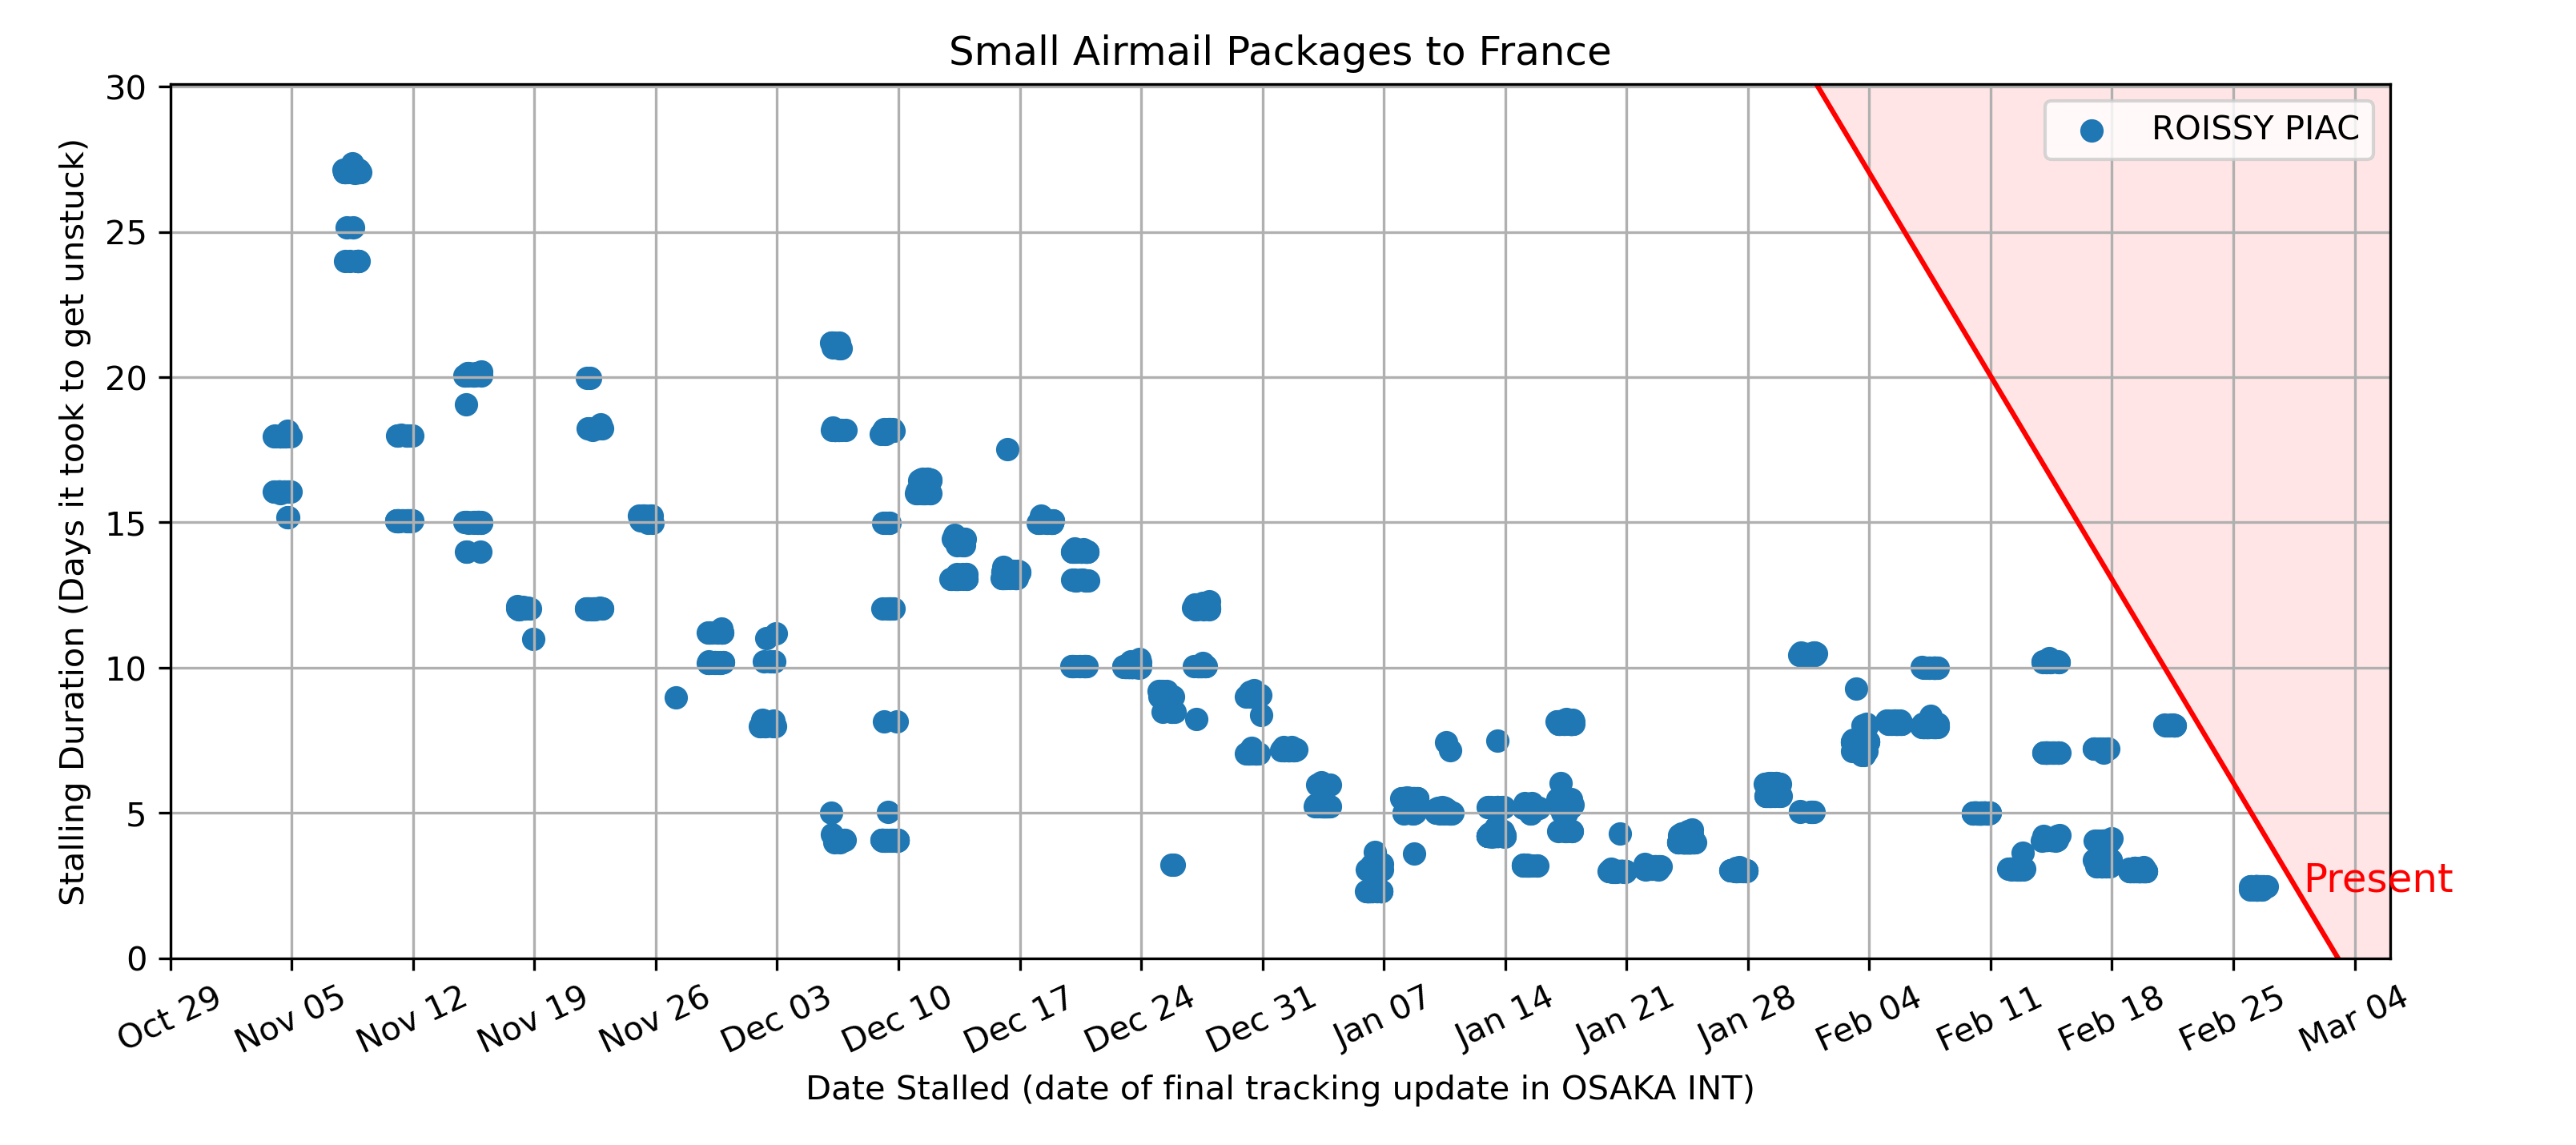 Small Airmail Packages to France
Stalling Duration (Days it took to get unstuck)
30
25
20
15
10
5
0
ROISSY PIAC
Present
Oct 29
Nov 05
Nov 12
Nov 19
Nov 26
Dec 03
Dec 10
Dec 17
Dec 24
Dec 31
Jan 07
Jan 14
Jan 21
Jan 28
Feb 04
Feb 11
Feb 18
Feb 25
Mar 04
Date Stalled (date of final tracking update in OSAKA INT)